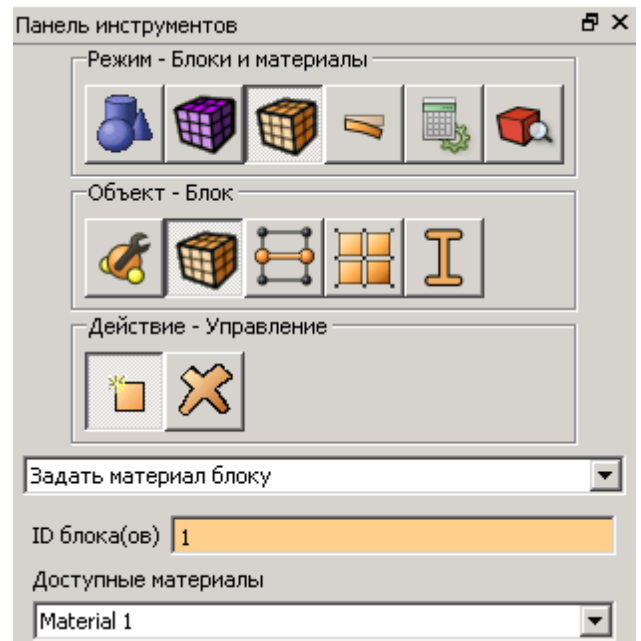 Панель инструментов
Режим - Блоки и материалы
Объект - Блок
Действие - Управление
Задать материал блоку
ID блока(ов) 1
Доступные материалы
Material 1